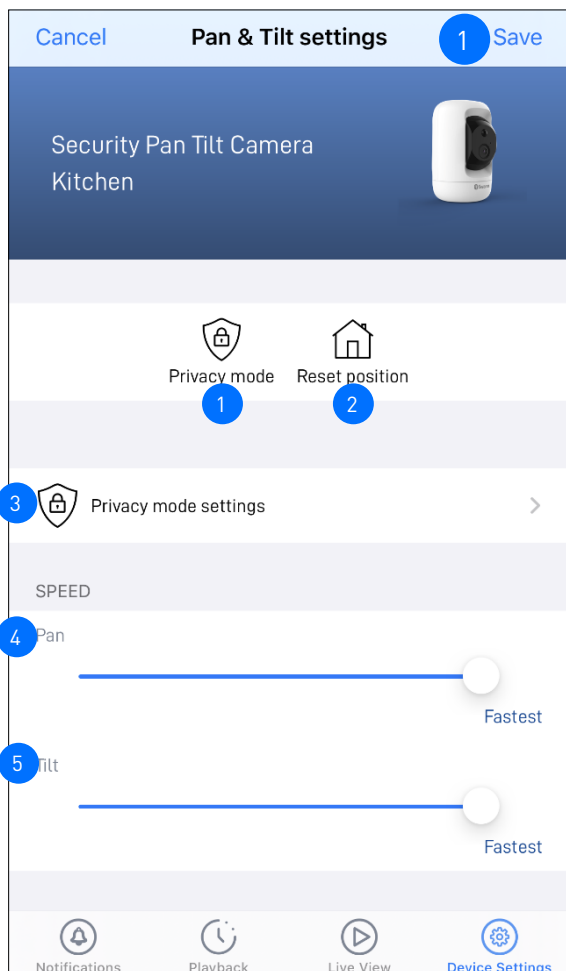 Cancel Pan & Tilt settings 1 Save
Security Pan Tilt Camera
Kitchen
Privacy mode Reset position
1 2
3 Privacy mode settings
SPEED
4 Pan
Fastest
5 Tilt
Fastest
Notifications Playback Live View Device Settings